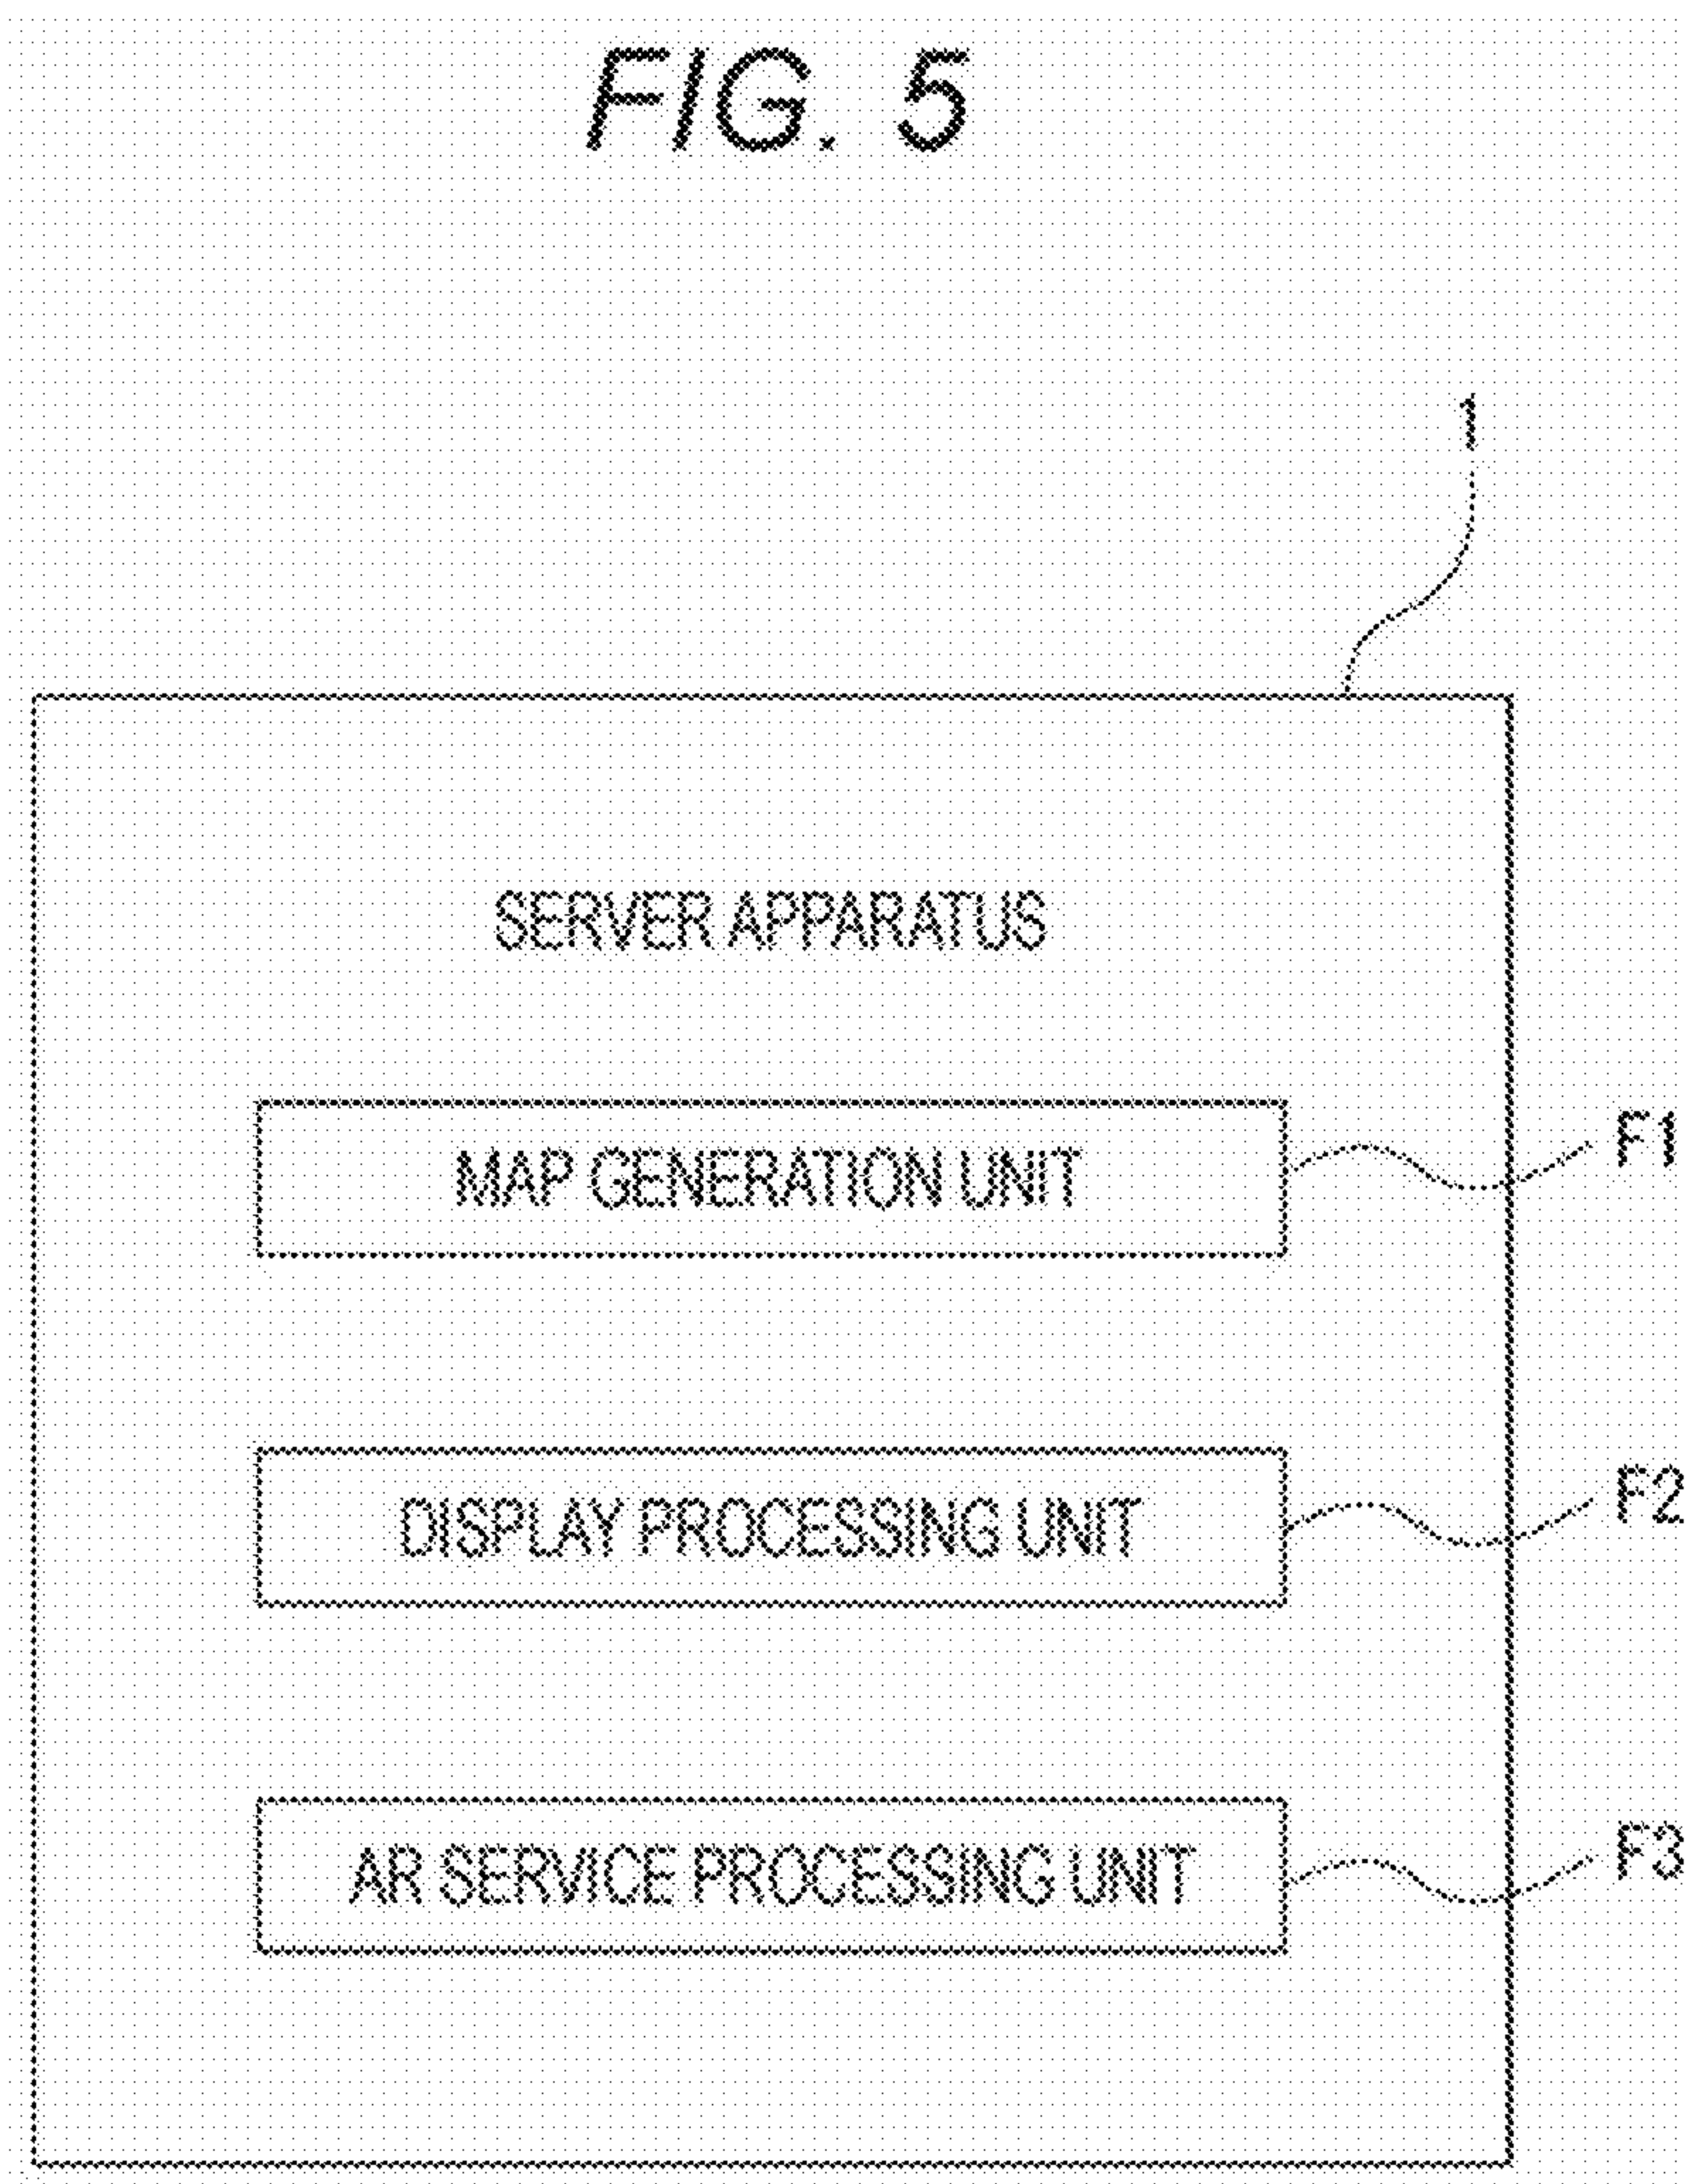 FIG. 5
1
SERVER APPARATUS
MAP GENERATION UNIT
F1
DISPLAY PROCESSING UNIT
F2
AR SERVICE PROCESSING UNIT
F3